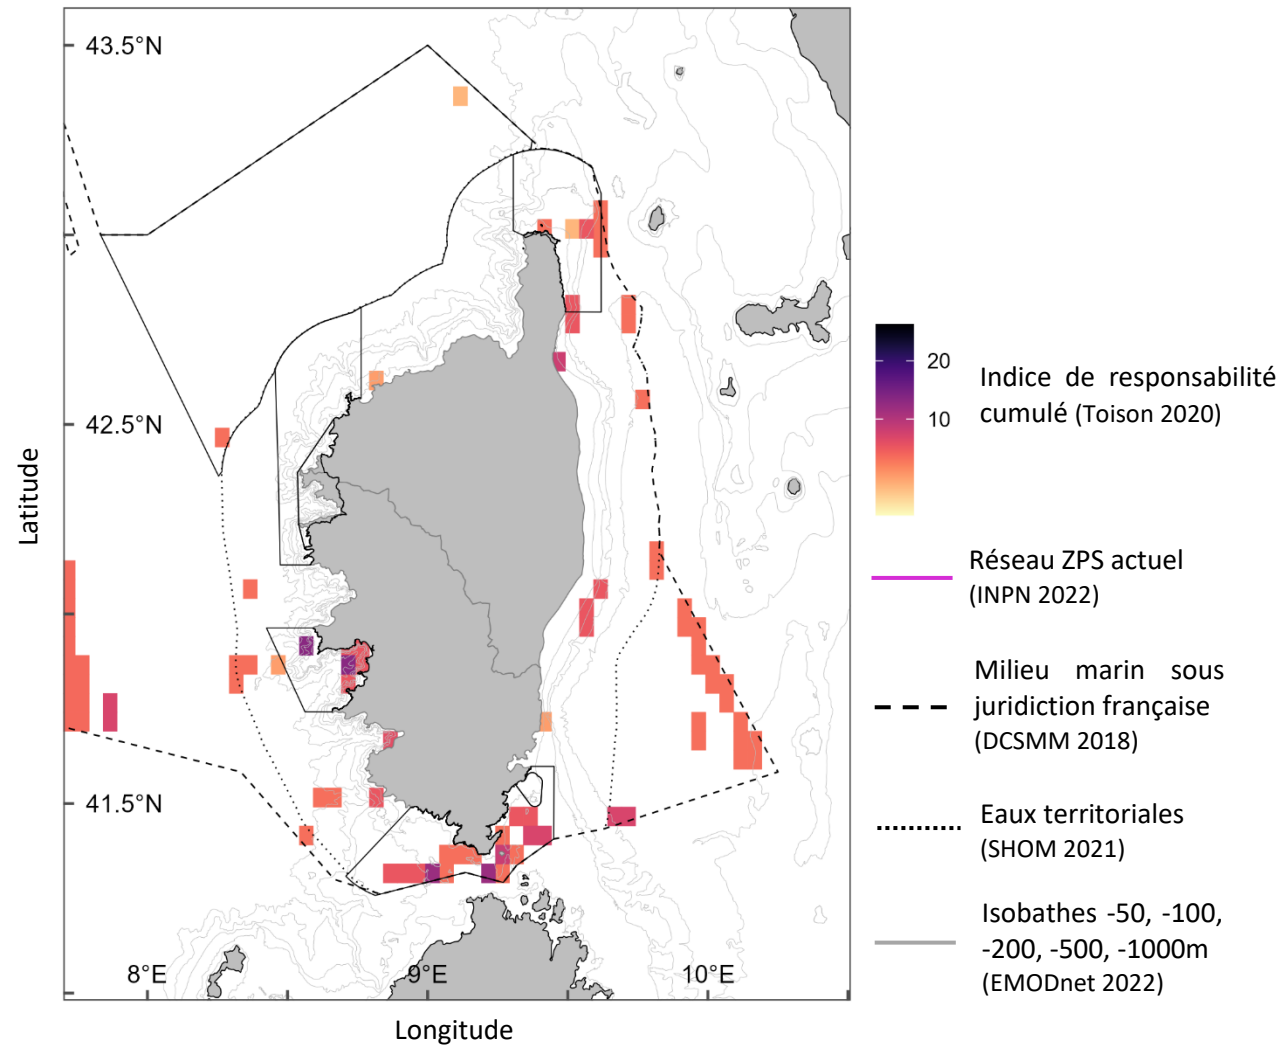 43.5°N
42.5°N
41.5°N
Latitude
8°E
9°E
10°E
Longitude
20
10
Indice de responsabilité
cumulé (Toison 2020)
Réseau ZPS actuel
(INPN 2022)
Milieu marin sous
juridiction française
(DCSMM 2018)
Eaux territoriales
(SHOM 2021)
Isobathes -50, -100,
-200, -500, -1000m
(EMODnet 2022)